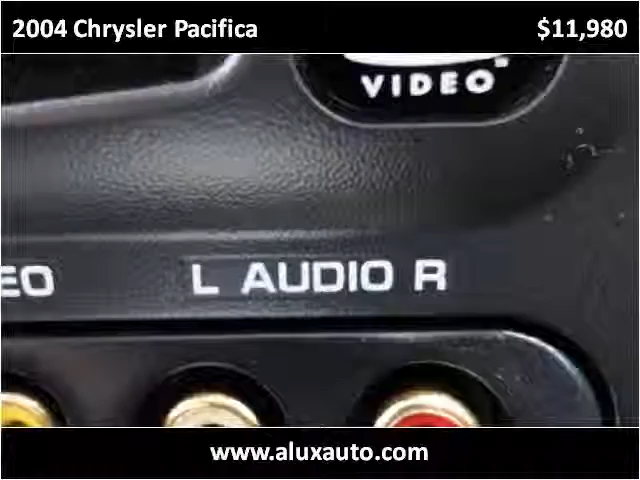 2004 Chrysler Pacifica $11,980
VIDEO
EO L AUDIO R
www.aluxauto.com